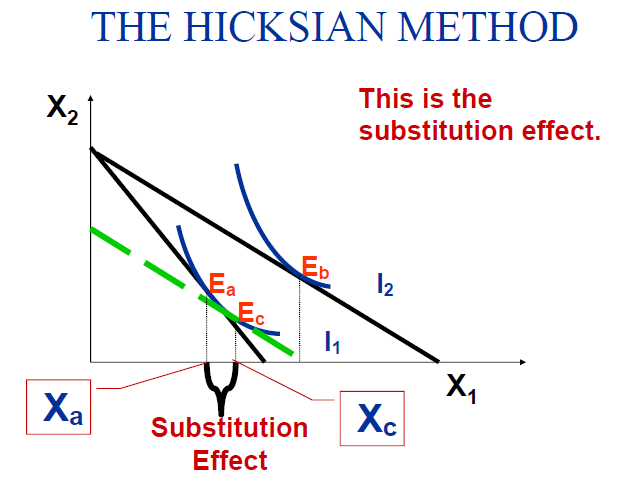 THE HICKSIAN METHOD
This is the
substitution effect.
X2
Ea
Eb
Ec
I2
I1
X1
Xa
Xc
Substitution
Effect